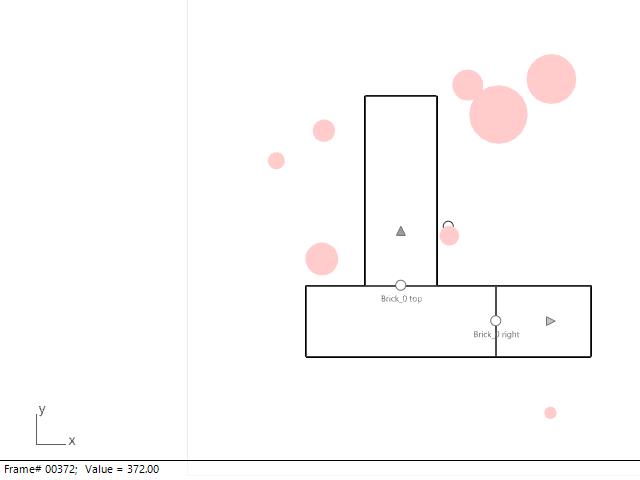 Brick_0 top
Brick_0 right
y
x
Frame# 00372;  Value = 372.00